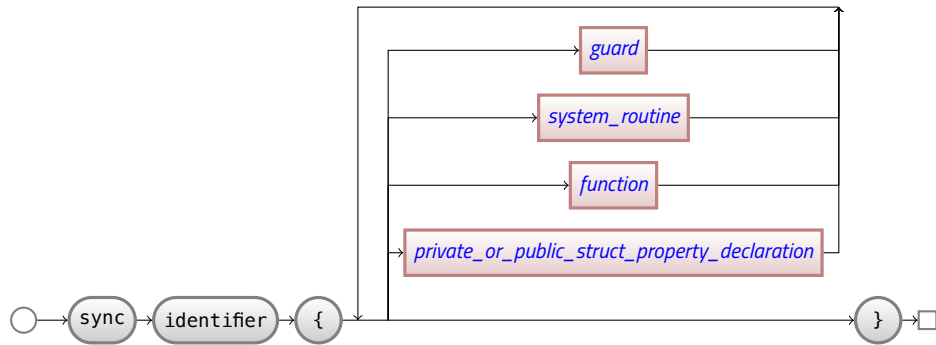 guard
system_routine
function
private_or_public_struct_property_declaration
sync identifier { }